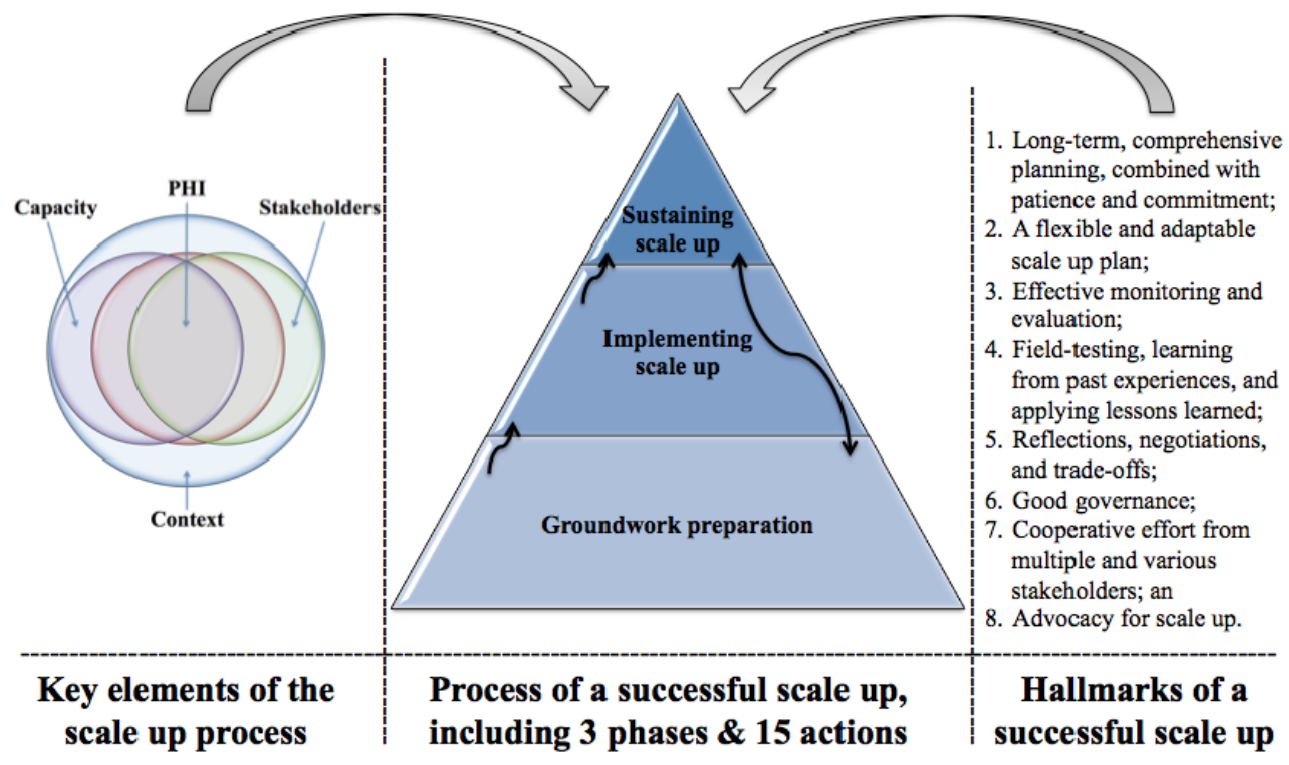 PHI
Capacity
Stakeholders
Context
Sustaining
scale up
Implementing
scale up
Groundwork preparation
1. Long-term, comprehensive
planning, combined with
patience and commitment;
2. A flexible and adaptable
scale up plan;
3. Effective monitoring and
evaluation;
4. Field-testing, learning
from past experiences, and
applying lessons learned;
5. Reflections, negotiations,
and trade-offs;
6. Good governance;
7. Cooperative effort from
multiple and various
stakeholders; an
8. Advocacy for scale up.
Key elements of the
scale up process
Process of a successful scale up,
including 3 phases & 15 actions
Hallmarks of a
successful scale up